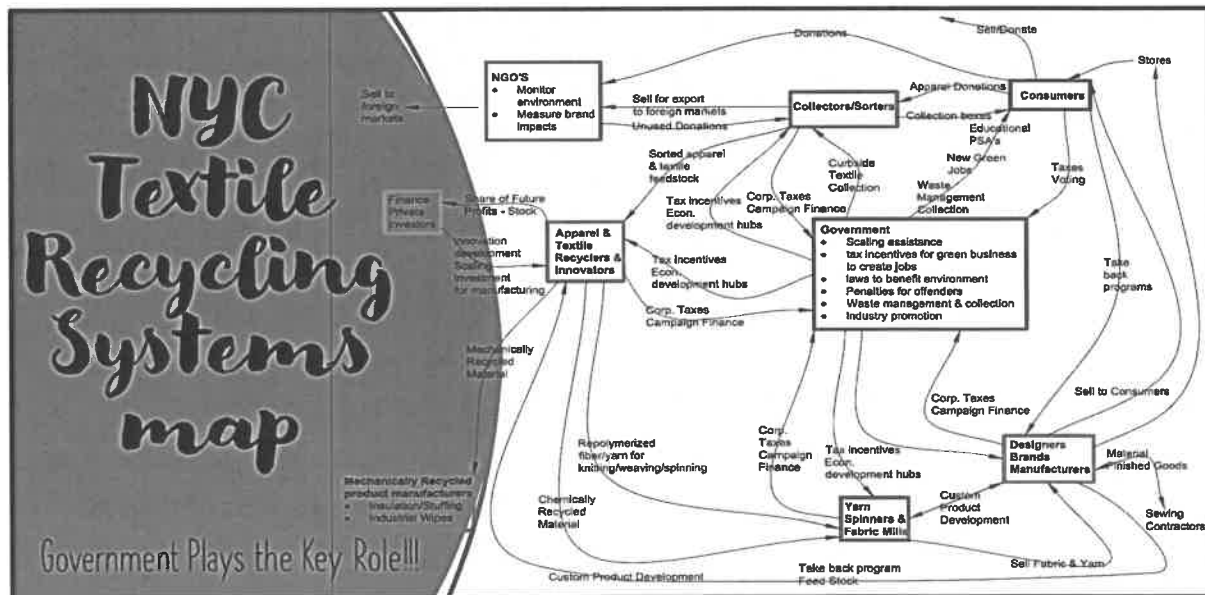 NYC
Textile
Recycling
Systems
map
Government Plays the Key Role!!!
Sell/Donate
Donations
Stores
NGO'S
• Monitor
environment
• Measure brand
impacts
Sell to
foreign
markets
Sell for export
to foreign markets
Unused Donations
Collectors/Sorters
Apparel Donations
Collection boxes
Consumers
Educational
PSA's
New Green
Jobs
Waste
Management
Collection
Taxes
Voting
Sorted apparel
& textile
feedstock
Curbside
Textile
Collection
Corp. Taxes
Campaign Finance
Tax incentives
Econ.
development hubs
Finance
Private
Investors
Share of Future
Profits - Stock
Innovation
development
Scaling
Investment
for manufacturing
Apparel &
Textile
Recyclers &
Innovators
Tax Incentives
Econ.
development hubs
Corp. Taxes
Campaign Finance
Government
• Scaling assistance
• tax incentives for green business
to create jobs
• laws to benefit environment
• Penalties for offenders
• Waste management & collection
• Industry promotion
Take
back
programs
Mechanically
Recycled
Material
Sell to Consumers
Corp. Taxes
Campaign Finance
Repolymerized
fiber/yarn for
knitting/weaving/spinning
Corp.
Taxes
Campaign
Finance
Tax incentives
Econ.
development hubs
Designers
Brands
Manufacturers
Material
Finished Goods
Mechanically Recycled
product manufacturers
• Insulation/Stuffing
• Industrial Wipes
Chemically
Recycled
Material
Yarn
Spinners &
Fabric Mills
Custom
Product
Development
Sewing
Contractors
Sell Fabric & Yarn
Custom Product Development
Take back program
Feed Stock